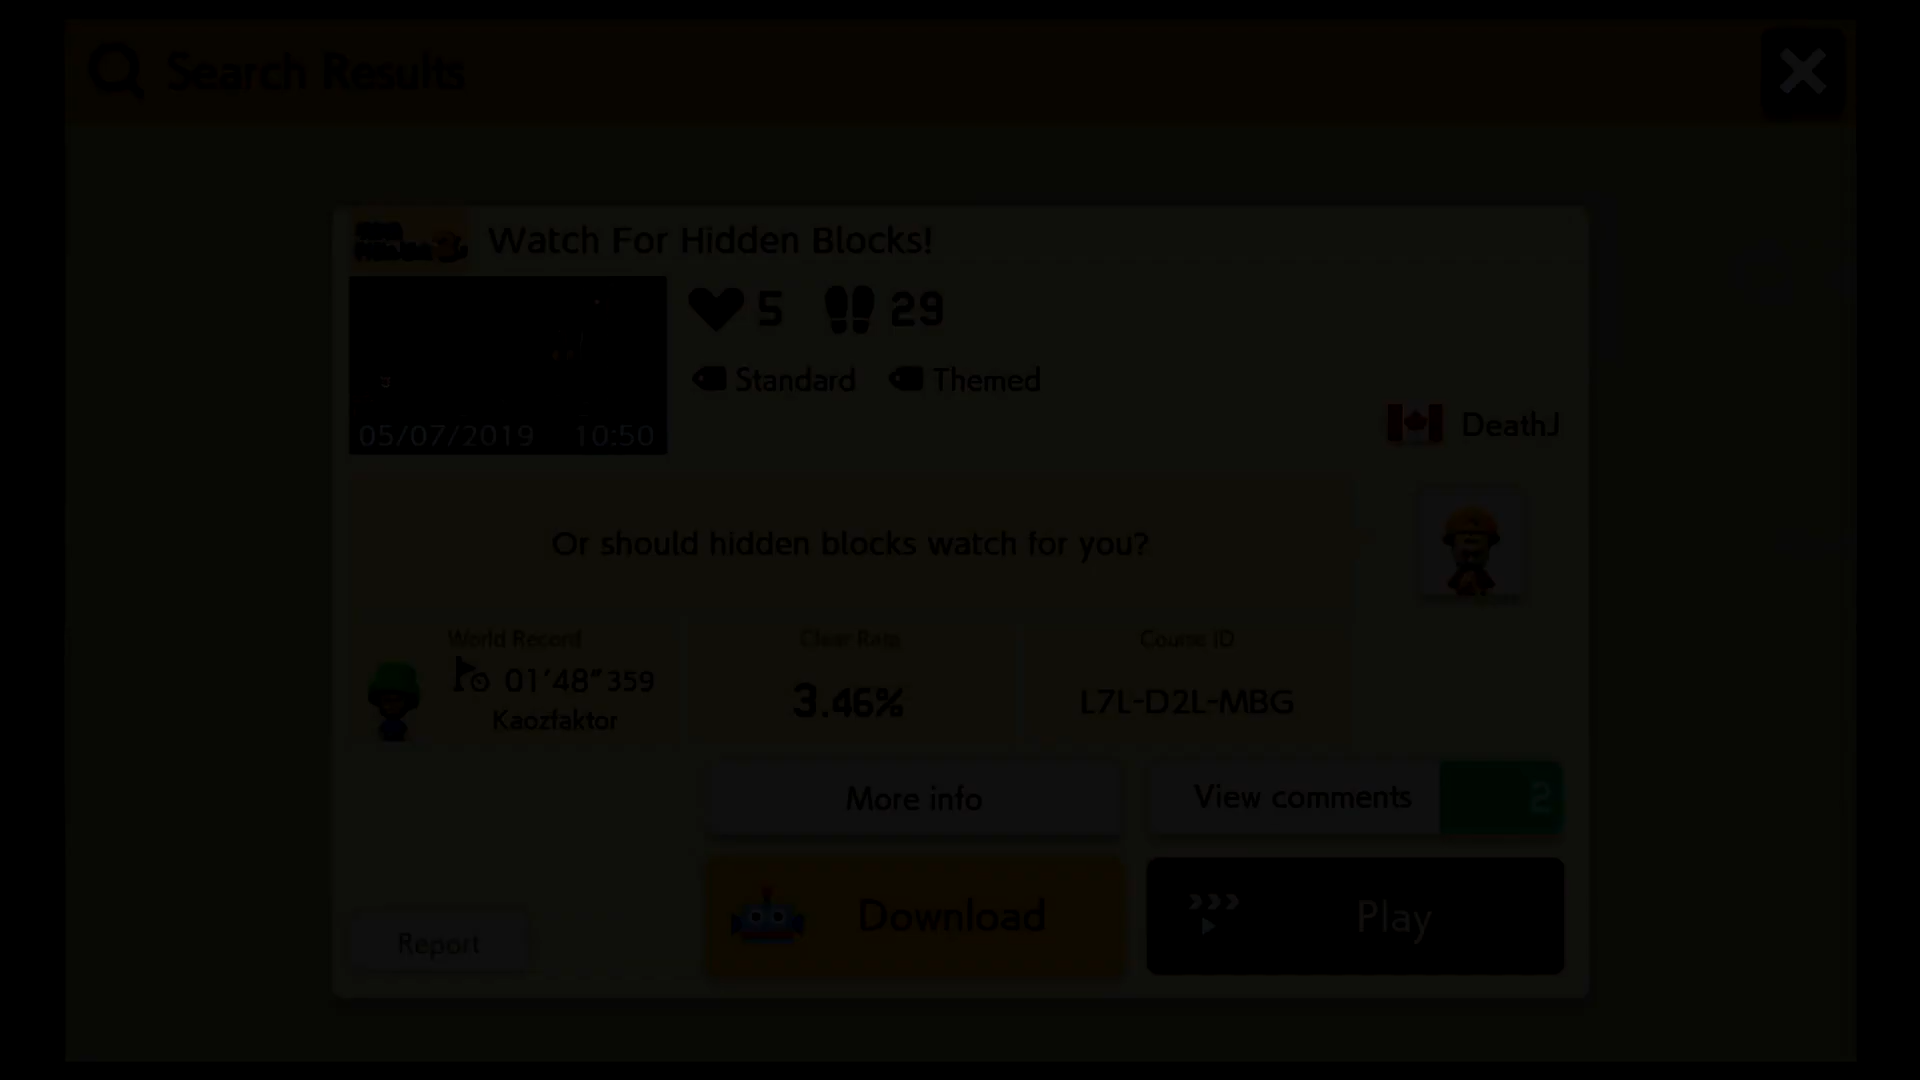 Search Results
Watch For Hidden Blocks!
5 29
Standard Themed
05/07/2019 10:50
DeathJ
Or should hidden blocks watch for you?
World Record Clear Rate Course ID
01'48"359 3.46% L7L-D2L-MBG
Kaozfaktor
More info View comments 2
Download Play
Report